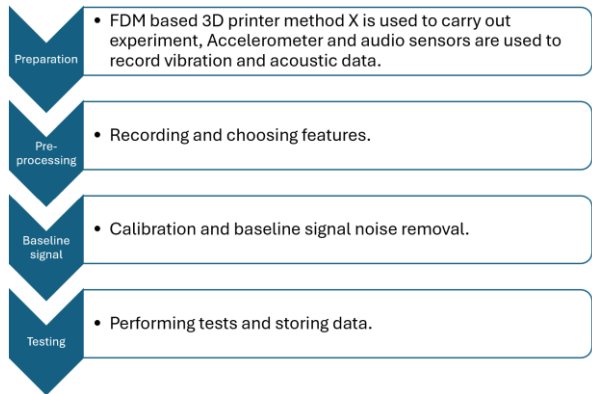 Preparation
• FDM based 3D printer method X is used to carry out
experiment, Accelerometer and audio sensors are used to
record vibration and acoustic data.
Pre-
processing
• Recording and choosing features.
Baseline
signal
• Calibration and baseline signal noise removal.
Testing
• Performing tests and storing data.